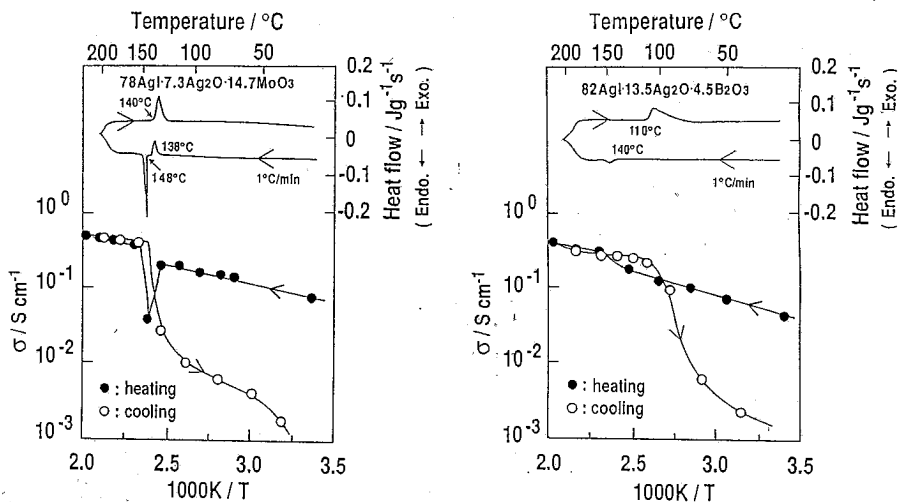 Temperature / °C
200 150 100 50
78AgI·7.3Ag2O·14.7MoO3
140°C
138°C
148°C
1°C/min
0.2
0.1
0
-0.1
-0.2
Heat flow / Jg-1s-1
( Endo. ← → Exo. )
10^0
10^-1
10^-2
10^-3
σ / S cm-1
● : heating
○ : cooling
2.0 2.5 3.0 3.5
1000K / T
Temperature / °C
200 150 100 50
82AgI·13.5Ag2O·4.5B2O3
110°C
140°C
1°C/min
0.2
0.1
0
-0.1
-0.2
Heat flow / Jg-1s-1
( Endo. ← → Exo. )
10^0
10^-1
10^-2
10^-3
σ / S cm-1
● : heating
○ : cooling
2.0 2.5 3.0 3.5
1000K / T